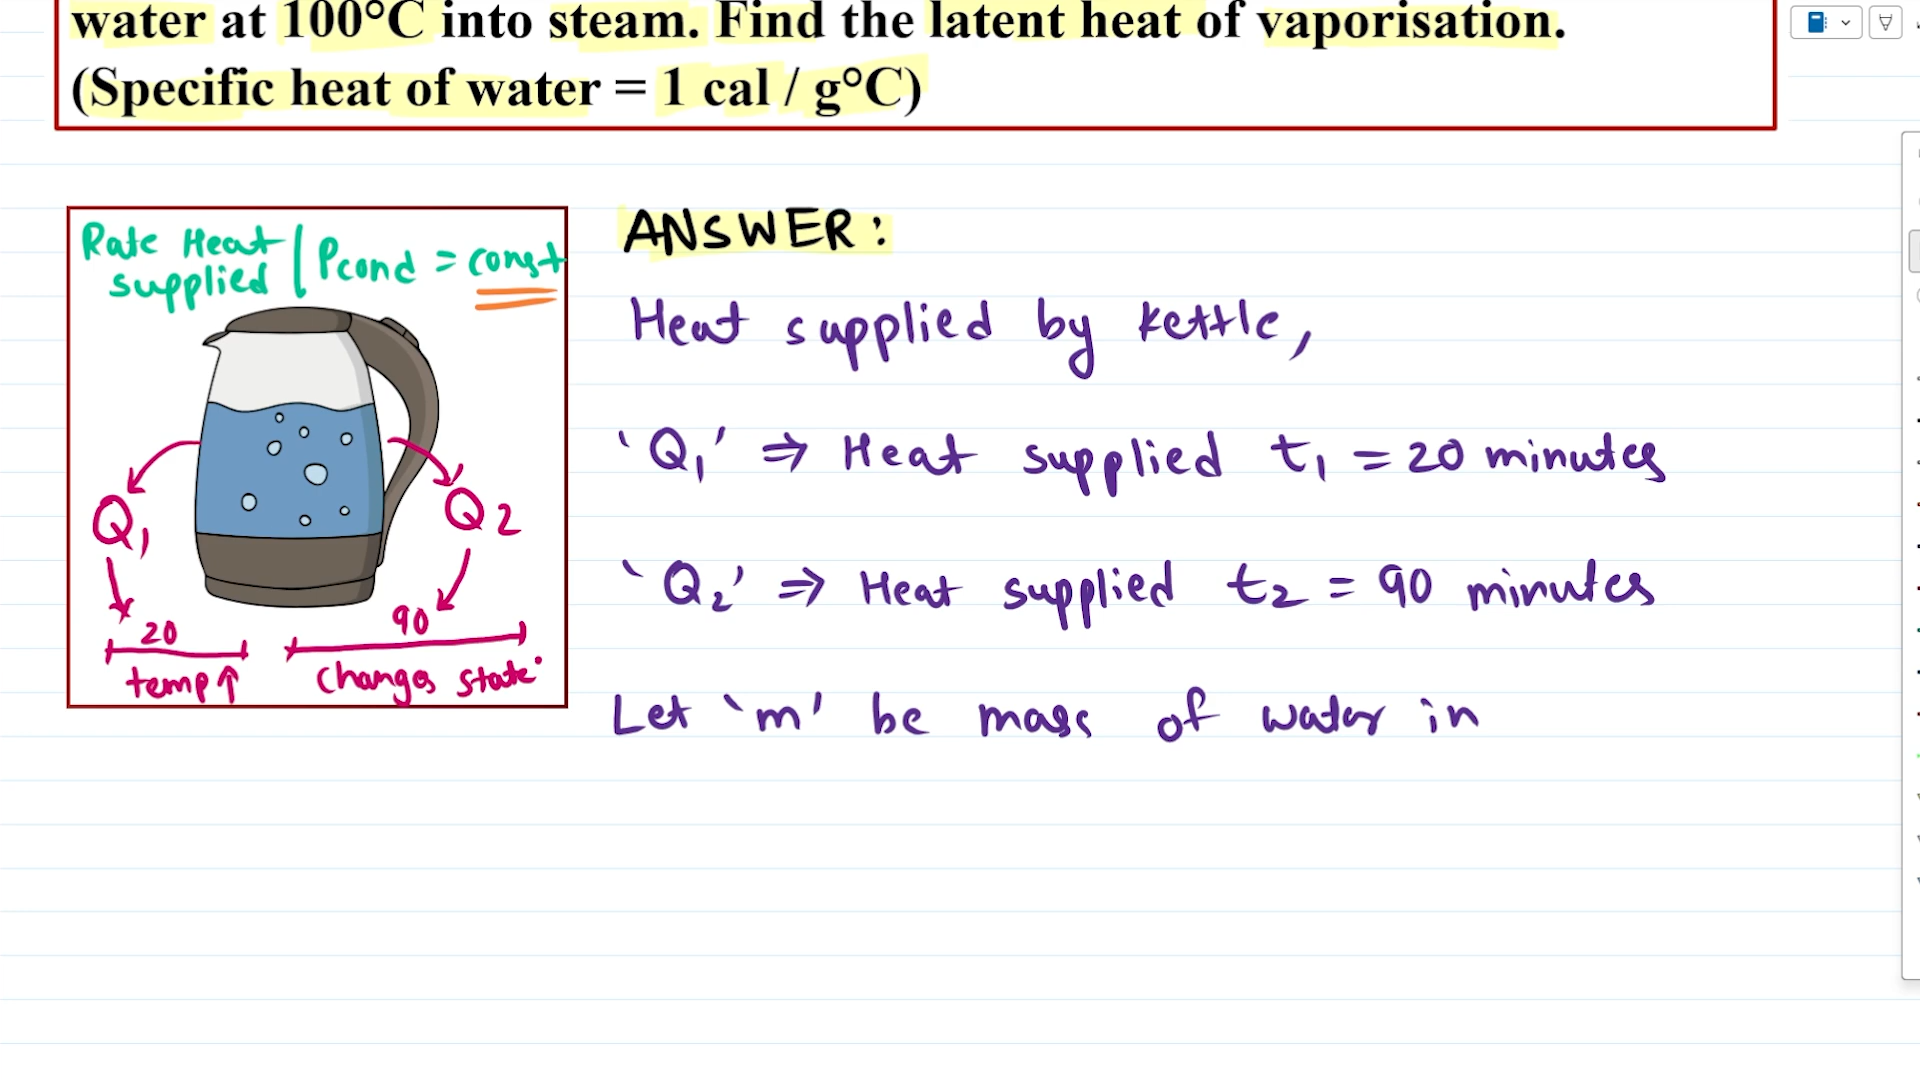 water at 100°C into steam. Find the latent heat of vaporisation.
(Specific heat of water = 1 cal / g°C)
Rate Heat supplied | Pcond = const
Q1
Q2
20
90
temp ↑
changes state
ANSWER :
Heat supplied by kettle,
'Q1' ⇒ Heat supplied t1 = 20 minutes
'Q2' ⇒ Heat supplied t2 = 90 minutes
Let 'm' be mass of water in